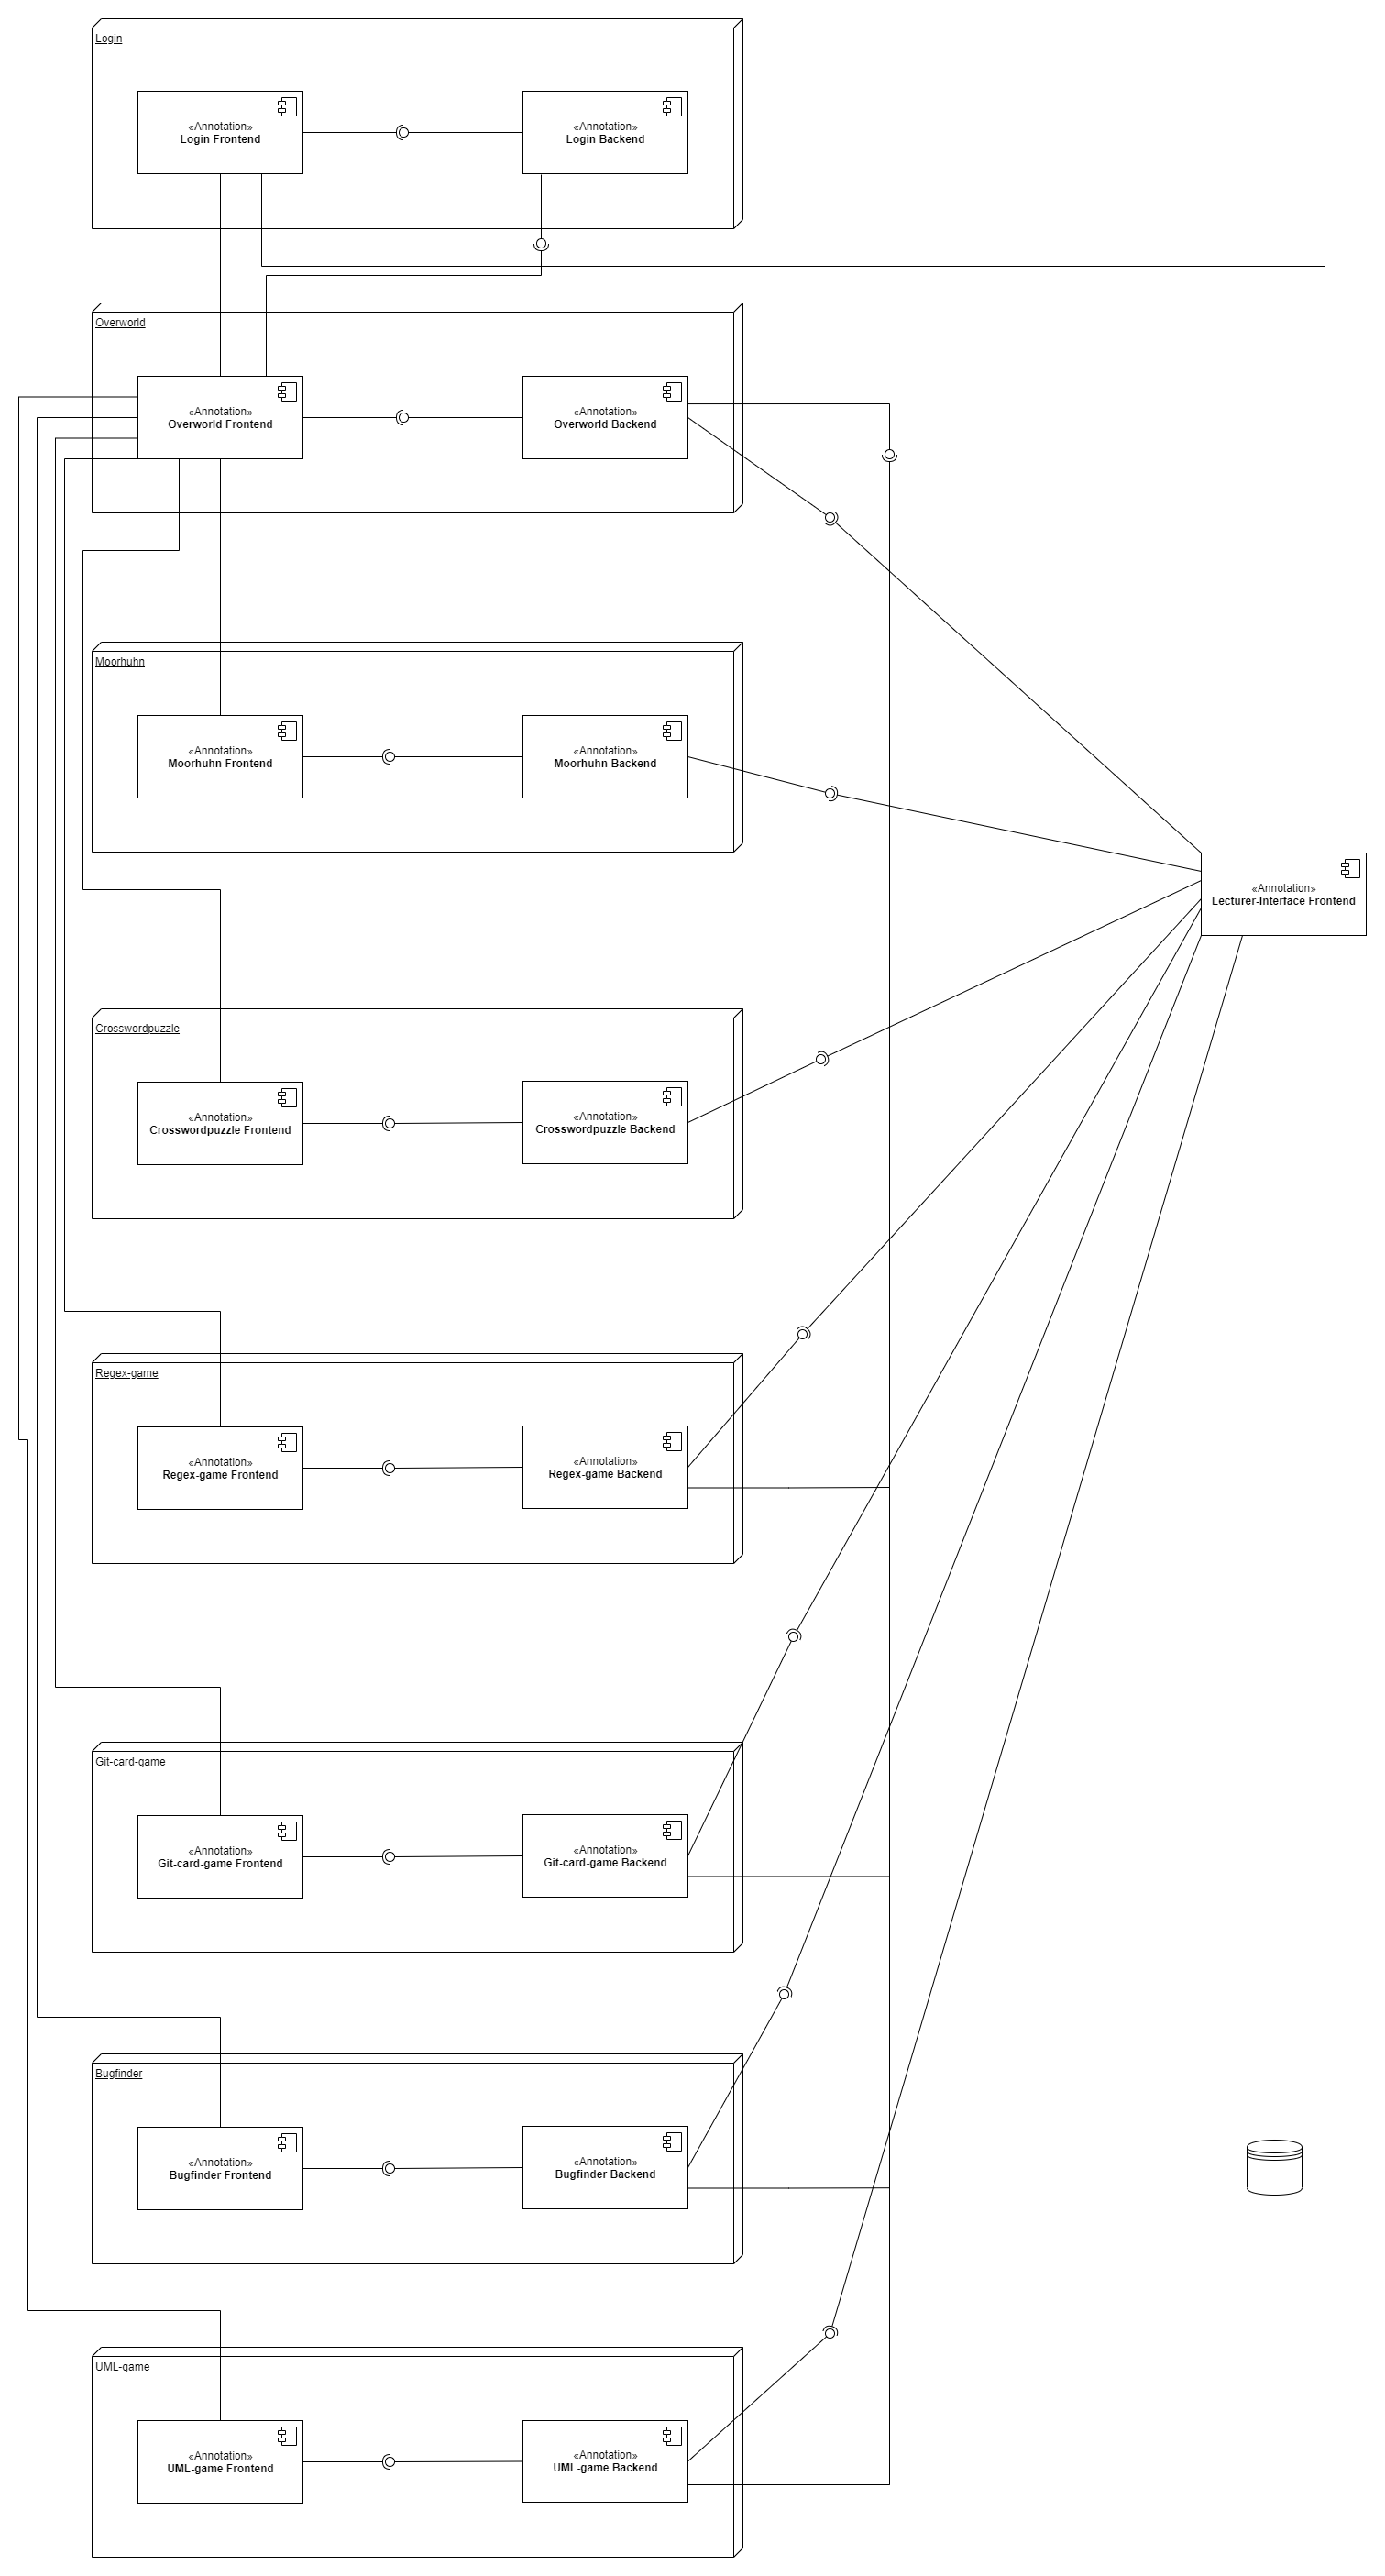 Login
«Annotation»
Login Frontend
«Annotation»
Login Backend
Overworld
«Annotation»
Overworld Frontend
«Annotation»
Overworld Backend
Moorhuhn
«Annotation»
Moorhuhn Frontend
«Annotation»
Moorhuhn Backend
«Annotation»
Lecturer-Interface Frontend
Crosswordpuzzle
«Annotation»
Crosswordpuzzle Frontend
«Annotation»
Crosswordpuzzle Backend
Regex-game
«Annotation»
Regex-game Frontend
«Annotation»
Regex-game Backend
Git-card-game
«Annotation»
Git-card-game Frontend
«Annotation»
Git-card-game Backend
Bugfinder
«Annotation»
Bugfinder Frontend
«Annotation»
Bugfinder Backend
UML-game
«Annotation»
UML-game Frontend
«Annotation»
UML-game Backend